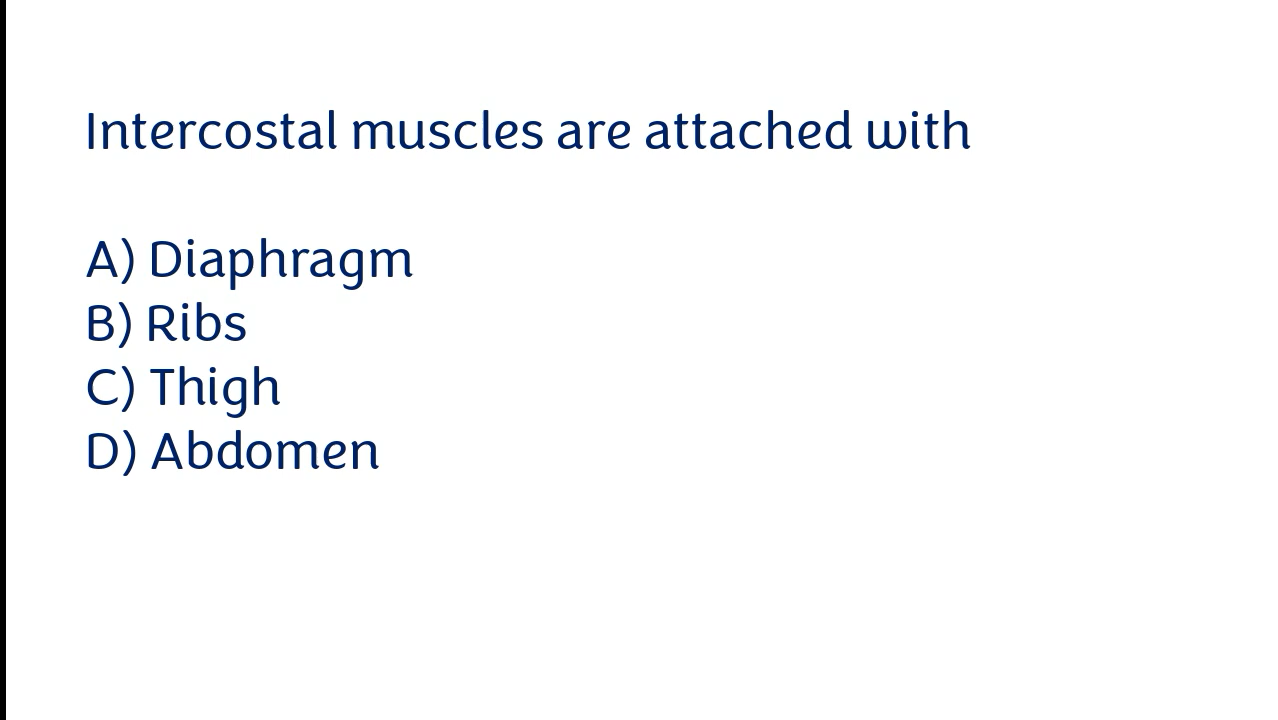 Intercostal muscles are attached with
A) Diaphragm
B) Ribs
C) Thigh
D) Abdomen